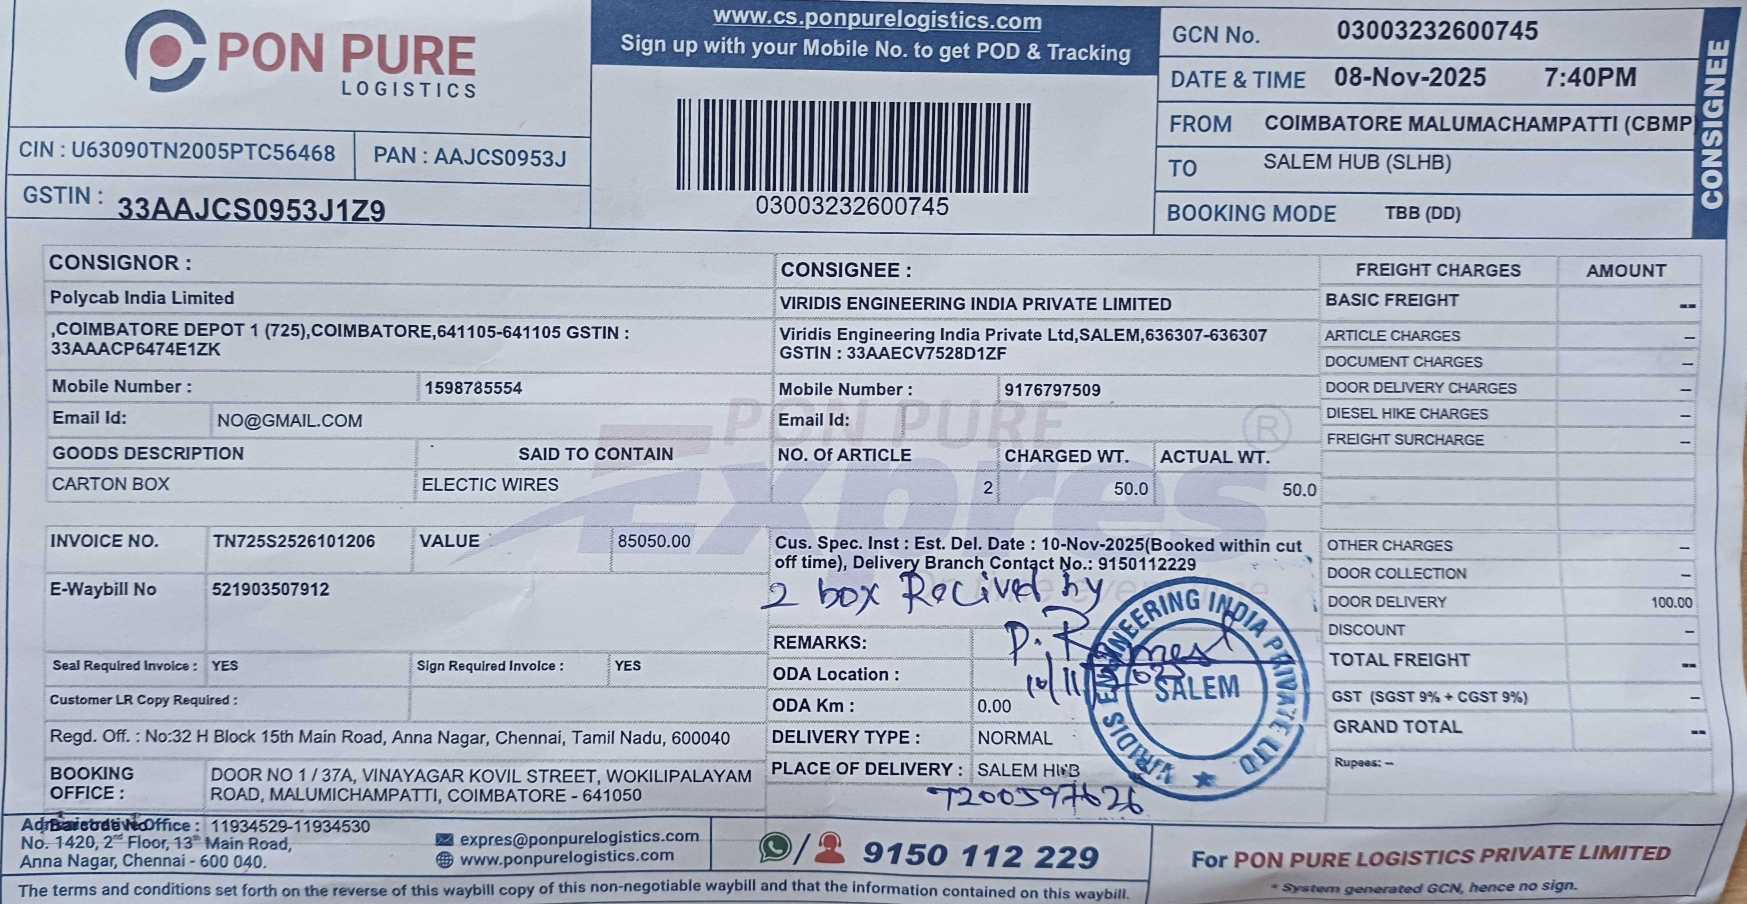 PON PURE
LOGISTICS
CIN : U63090TN2005PTC56468
PAN : AAJCS0953J
GSTIN : 33AAJCS0953J1Z9
www.cs.ponpurelogistics.com
Sign up with your Mobile No. to get POD & Tracking
03003232600745
GCN No. 03003232600745
DATE & TIME 08-Nov-2025 7:40PM
FROM COIMBATORE MALUMACHAMPATTI (CBMP)
TO SALEM HUB (SLHB)
BOOKING MODE TBB (DD)
CONSIGNEE
CONSIGNOR :
Polycab India Limited
,COIMBATORE DEPOT 1 (725),COIMBATORE,641105-641105 GSTIN :
33AAACP6474E1ZK
Mobile Number : 1598785554
Email Id: NO@GMAIL.COM
CONSIGNEE :
VIRIDIS ENGINEERING INDIA PRIVATE LIMITED
Viridis Engineering India Private Ltd,SALEM,636307-636307
GSTIN : 33AAECV7528D1ZF
Mobile Number : 9176797509
Email Id:
GOODS DESCRIPTION SAID TO CONTAIN NO. Of ARTICLE CHARGED WT. ACTUAL WT.
CARTON BOX ELECTIC WIRES 2 50.0 50.0
PON PURE
Expres ®
INVOICE NO. TN725S2526101206 VALUE 85050.00
E-Waybill No 521903507912
Seal Required Invoice : YES Sign Required Invoice : YES
Customer LR Copy Required :
Regd. Off. : No:32 H Block 15th Main Road, Anna Nagar, Chennai, Tamil Nadu, 600040
BOOKING OFFICE : DOOR NO 1 / 37A, VINAYAGAR KOVIL STREET, WOKILIPALAYAM
ROAD, MALUMICHAMPATTI, COIMBATORE - 641050
Cus. Spec. Inst : Est. Del. Date : 10-Nov-2025(Booked within cut
off time), Delivery Branch Contact No.: 9150112229
2 box Recived by
REMARKS:
ODA Location :
ODA Km : 0.00
DELIVERY TYPE : NORMAL
PLACE OF DELIVERY : SALEM HUB
7200597626
VIRIDIS ENGINEERING INDIA PRIVATE LTD
SALEM
FREIGHT CHARGES AMOUNT
BASIC FREIGHT --
ARTICLE CHARGES –
DOCUMENT CHARGES –
DOOR DELIVERY CHARGES –
DIESEL HIKE CHARGES –
FREIGHT SURCHARGE –
OTHER CHARGES –
DOOR COLLECTION –
DOOR DELIVERY 100.00
DISCOUNT –
TOTAL FREIGHT --
GST (SGST 9% + CGST 9%) –
GRAND TOTAL --
Rupees: –
Administrative Office :
Barcode No 11934529-11934530
No. 1420, 2nd Floor, 13th Main Road,
Anna Nagar, Chennai - 600 040.
expres@ponpurelogistics.com
www.ponpurelogistics.com
/ 9150 112 229
For PON PURE LOGISTICS PRIVATE LIMITED
* System generated GCN, hence no sign.
The terms and conditions set forth on the reverse of this waybill copy of this non-negotiable waybill and that the information contained on this waybill.